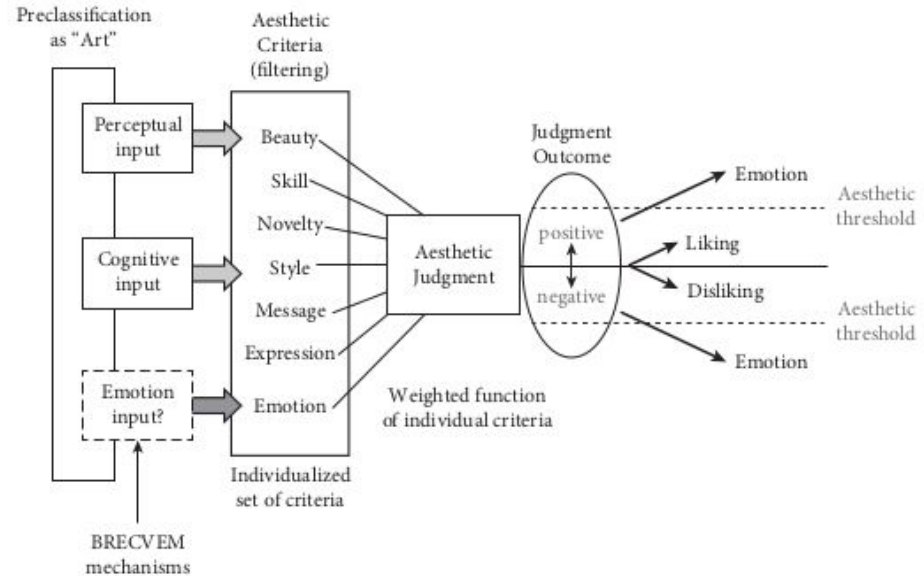 Preclassification
as “Art”
Aesthetic
Criteria
(filtering)
Perceptual
input
Cognitive
input
Emotion
input?
BRECVEM
mechanisms
Beauty
Skill
Novelty
Style
Message
Expression
Emotion
Individualized
set of criteria
Aesthetic
Judgment
Weighted function
of individual criteria
Judgment
Outcome
positive
negative
Emotion
Liking
Disliking
Emotion
Aesthetic
threshold
Aesthetic
threshold